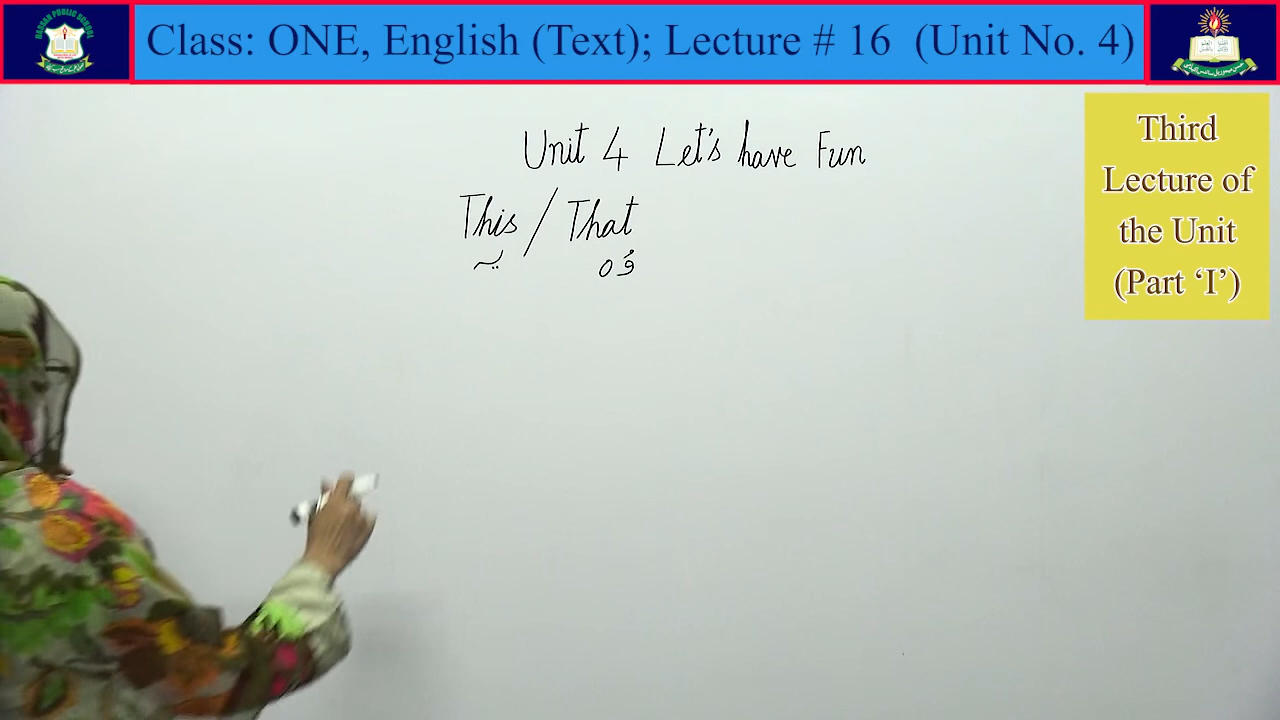 Class: ONE, English (Text); Lecture # 16 (Unit No. 4)
Third
Lecture of
the Unit
(Part ‘I’)
Unit 4 Let's have Fun
This / That
یہ وُہ